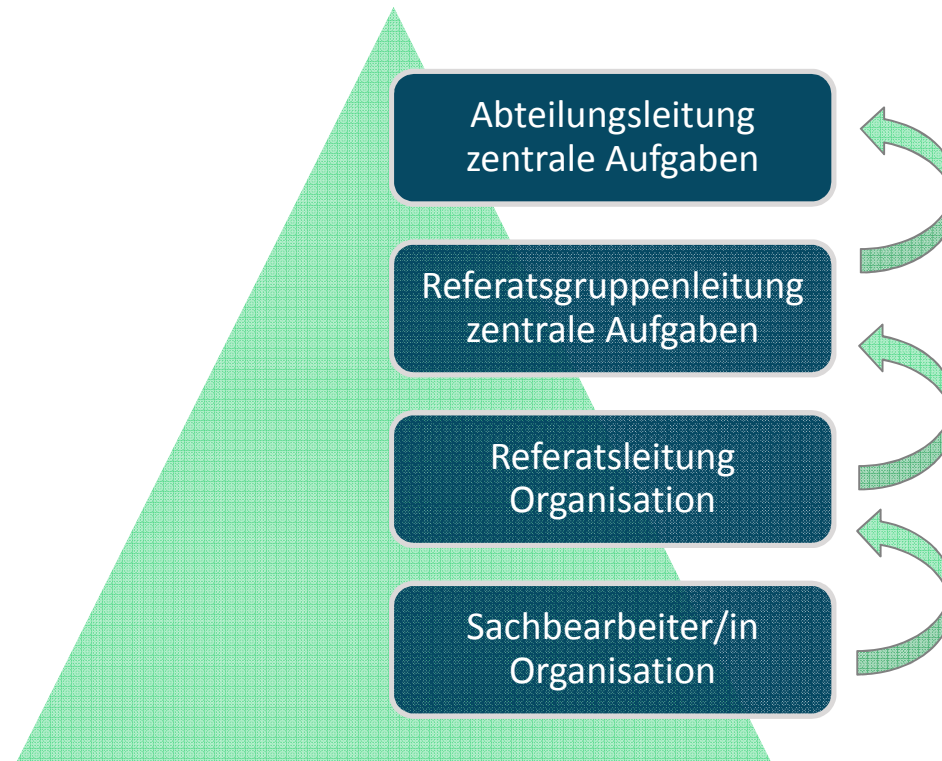 Abteilungsleitung
zentrale Aufgaben
Referatsgruppenleitung
zentrale Aufgaben
Referatsleitung
Organisation
Sachbearbeiter/in
Organisation